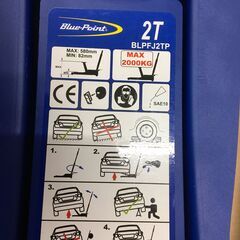 Blue-Point
2T
BLPFJ2TP
MAX: 580mm
MIN: 82mm
MAX
2000KG
CE
SAE10
1.
2.
3.
4.